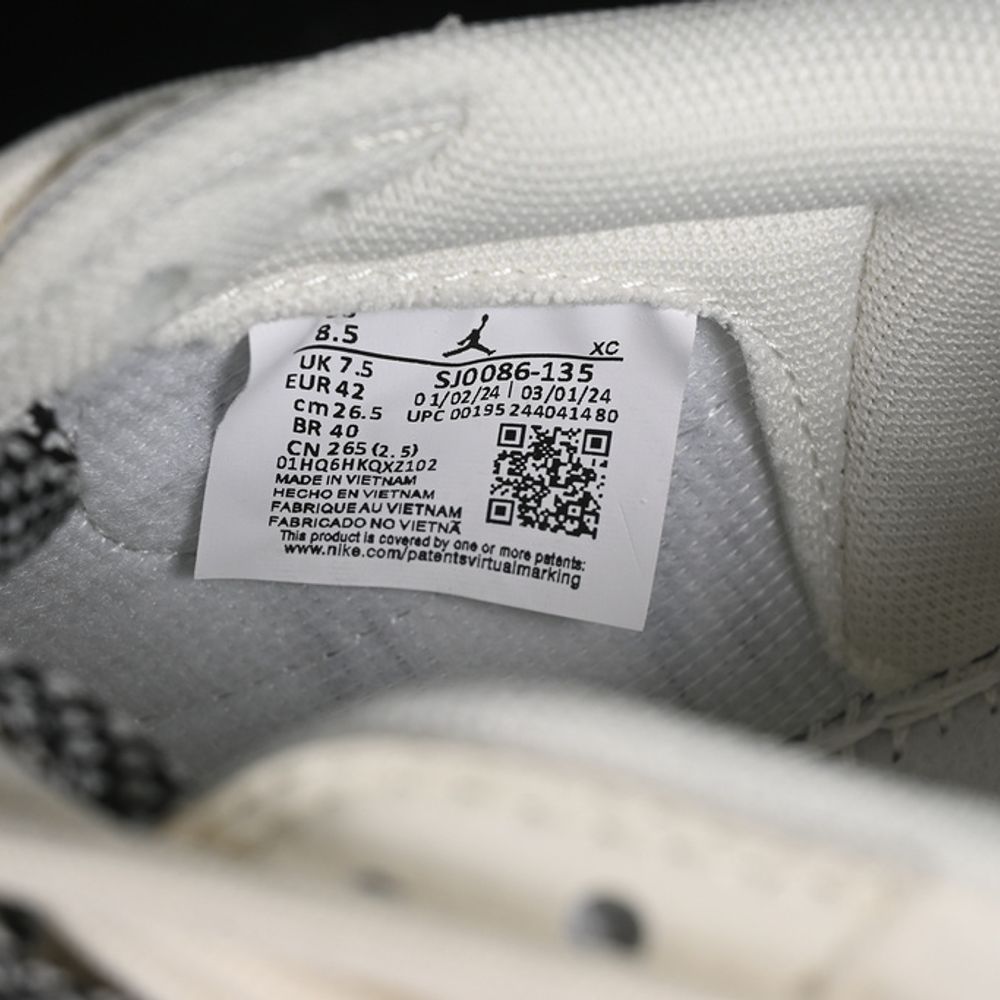 8.5
XC
UK 7.5
SJ0086-135
EUR 42
01/02/24 | 03/01/24
cm 26.5
UPC 00195244041480
BR 40
CN 265 (2.5)
01HQ6HKQXZ102
MADE IN VIETNAM
HECHO EN VIETNAM
FABRIQUE AU VIETNAM
FABRICADO NO VIETNÃ
This product is covered by one or more patents:
www.nike.com/patentsvirtualmarking